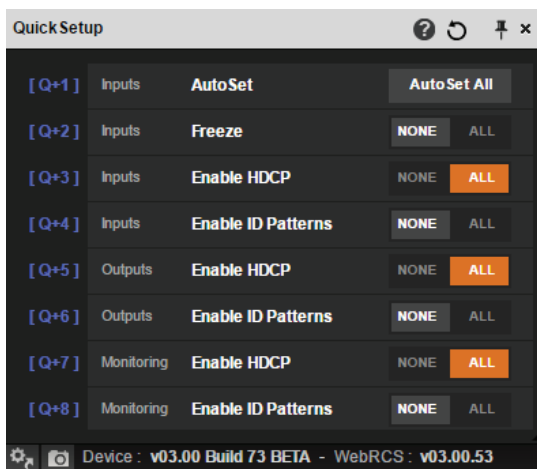 Quick Setup
[ Q+1 ] Inputs AutoSet AutoSet All
[ Q+2 ] Inputs Freeze NONE ALL
[ Q+3 ] Inputs Enable HDCP NONE ALL
[ Q+4 ] Inputs Enable ID Patterns NONE ALL
[ Q+5 ] Outputs Enable HDCP NONE ALL
[ Q+6 ] Outputs Enable ID Patterns NONE ALL
[ Q+7 ] Monitoring Enable HDCP NONE ALL
[ Q+8 ] Monitoring Enable ID Patterns NONE ALL
Device : v03.00 Build 73 BETA - WebRCS : v03.00.53